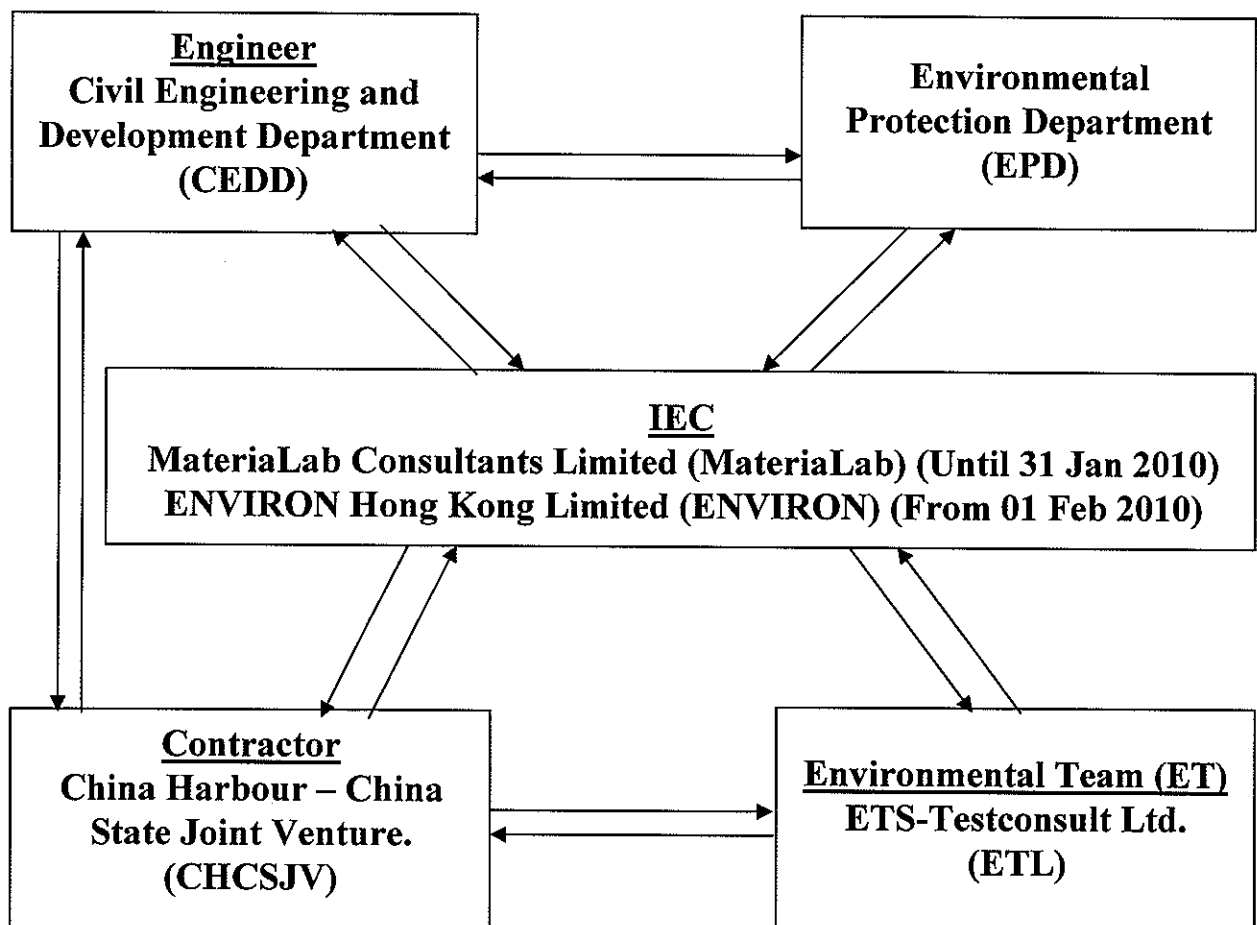 Engineer
Civil Engineering and
Development Department
(CEDD)
Environmental
Protection Department
(EPD)
IEC
MateriaLab Consultants Limited (MateriaLab) (Until 31 Jan 2010)
ENVIRON Hong Kong Limited (ENVIRON) (From 01 Feb 2010)
Contractor
China Harbour – China
State Joint Venture.
(CHCSJV)
Environmental Team (ET)
ETS-Testconsult Ltd.
(ETL)